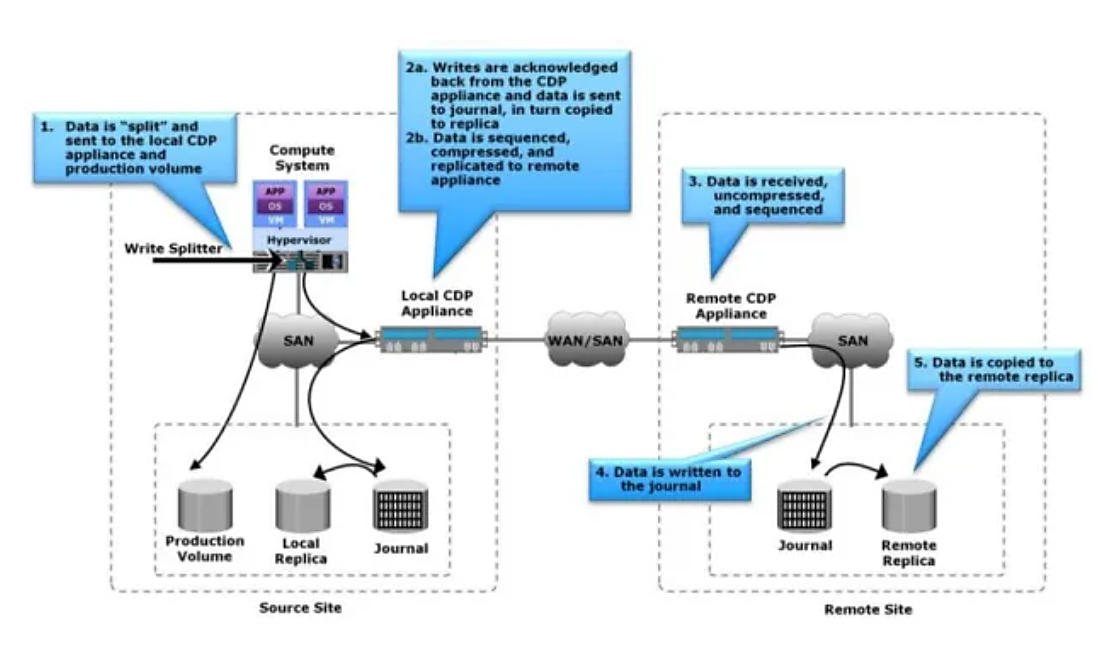 1. Data is "split" and
sent to the local CDP
appliance and
production volume
Compute
System
APP
OS
VM
APP
OS
VM
Hypervisor
Write Splitter
2a. Writes are acknowledged
back from the CDP
appliance and data is sent
to journal, in turn copied
to replica
2b. Data is sequenced,
compressed, and
replicated to remote
appliance
3. Data is received,
uncompressed,
and sequenced
Local CDP
Appliance
Remote CDP
Appliance
SAN
WAN/SAN
SAN
5. Data is copied to
the remote replica
4. Data is written to
the journal
Production
Volume
Local
Replica
Journal
Journal
Remote
Replica
Source Site
Remote Site